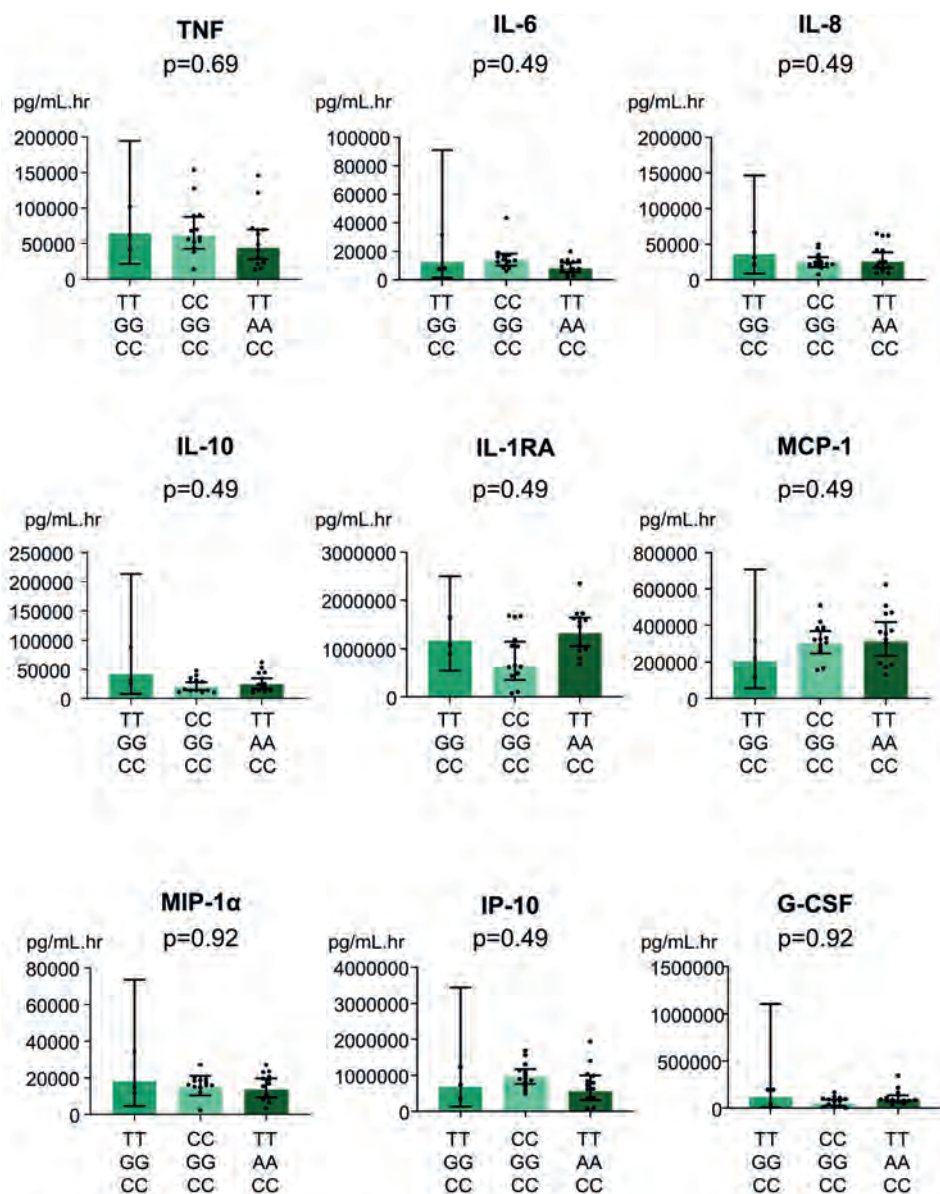 TNF
p=0.69
pg/mL.hr
200000
150000
100000
50000
0
TT CC TT
GG GG AA
CC CC CC
IL-6
p=0.49
pg/mL.hr
100000
80000
60000
40000
20000
0
TT CC TT
GG GG AA
CC CC CC
IL-8
p=0.49
pg/mL.hr
200000
150000
100000
50000
0
TT CC TT
GG GG AA
CC CC CC
IL-10
p=0.49
pg/mL.hr
250000
200000
150000
100000
50000
0
TT CC TT
GG GG AA
CC CC CC
IL-1RA
p=0.49
pg/mL.hr
3000000
2000000
1000000
0
TT CC TT
GG GG AA
CC CC CC
MCP-1
p=0.49
pg/mL.hr
800000
600000
400000
200000
0
TT CC TT
GG GG AA
CC CC CC
MIP-1α
p=0.92
pg/mL.hr
80000
60000
40000
20000
0
TT CC TT
GG GG AA
CC CC CC
IP-10
p=0.49
pg/mL.hr
4000000
3000000
2000000
1000000
0
TT CC TT
GG GG AA
CC CC CC
G-CSF
p=0.92
pg/mL.hr
1500000
1000000
500000
0
TT CC TT
GG GG AA
CC CC CC